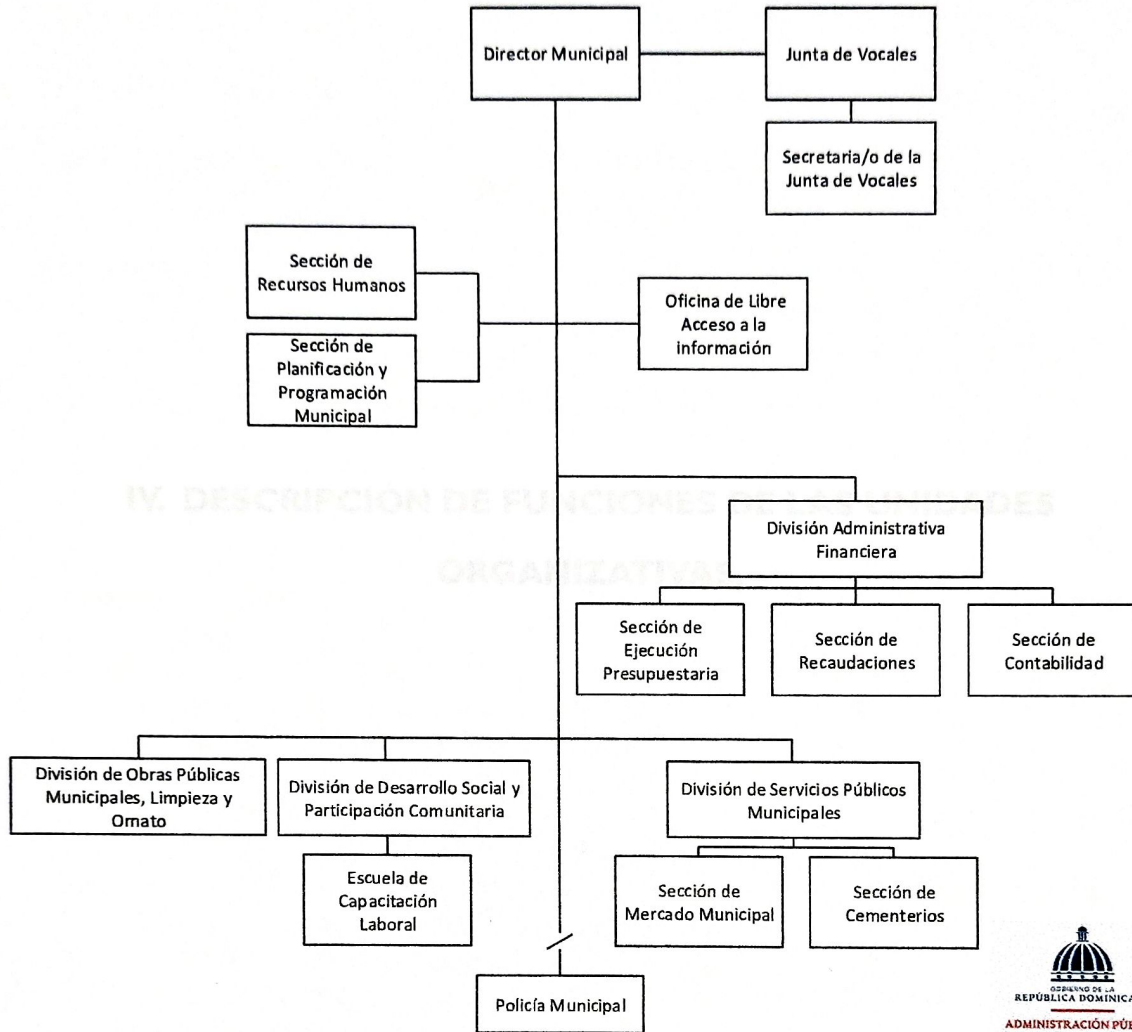 Director Municipal
Junta de Vocales
Secretaria/o de la
Junta de Vocales
Sección de
Recursos Humanos
Oficina de Libre
Acceso a la
información
Sección de
Planificación y
Programación
Municipal
IV. DESCRIPCIÓN DE FUNCIONES DE LAS UNIDADES
ORGANIZATIVAS
División Administrativa
Financiera
Sección de
Ejecución
Presupuestaria
Sección de
Recaudaciones
Sección de
Contabilidad
División de Obras Públicas
Municipales, Limpieza y
Ornato
División de Desarrollo Social y
Participación Comunitaria
División de Servicios Públicos
Municipales
Escuela de
Capacitación
Laboral
Sección de
Mercado Municipal
Sección de
Cementerios
Policía Municipal
GOBIERNO DE LA
REPÚBLICA DOMINICA
ADMINISTRACIÓN PÚB